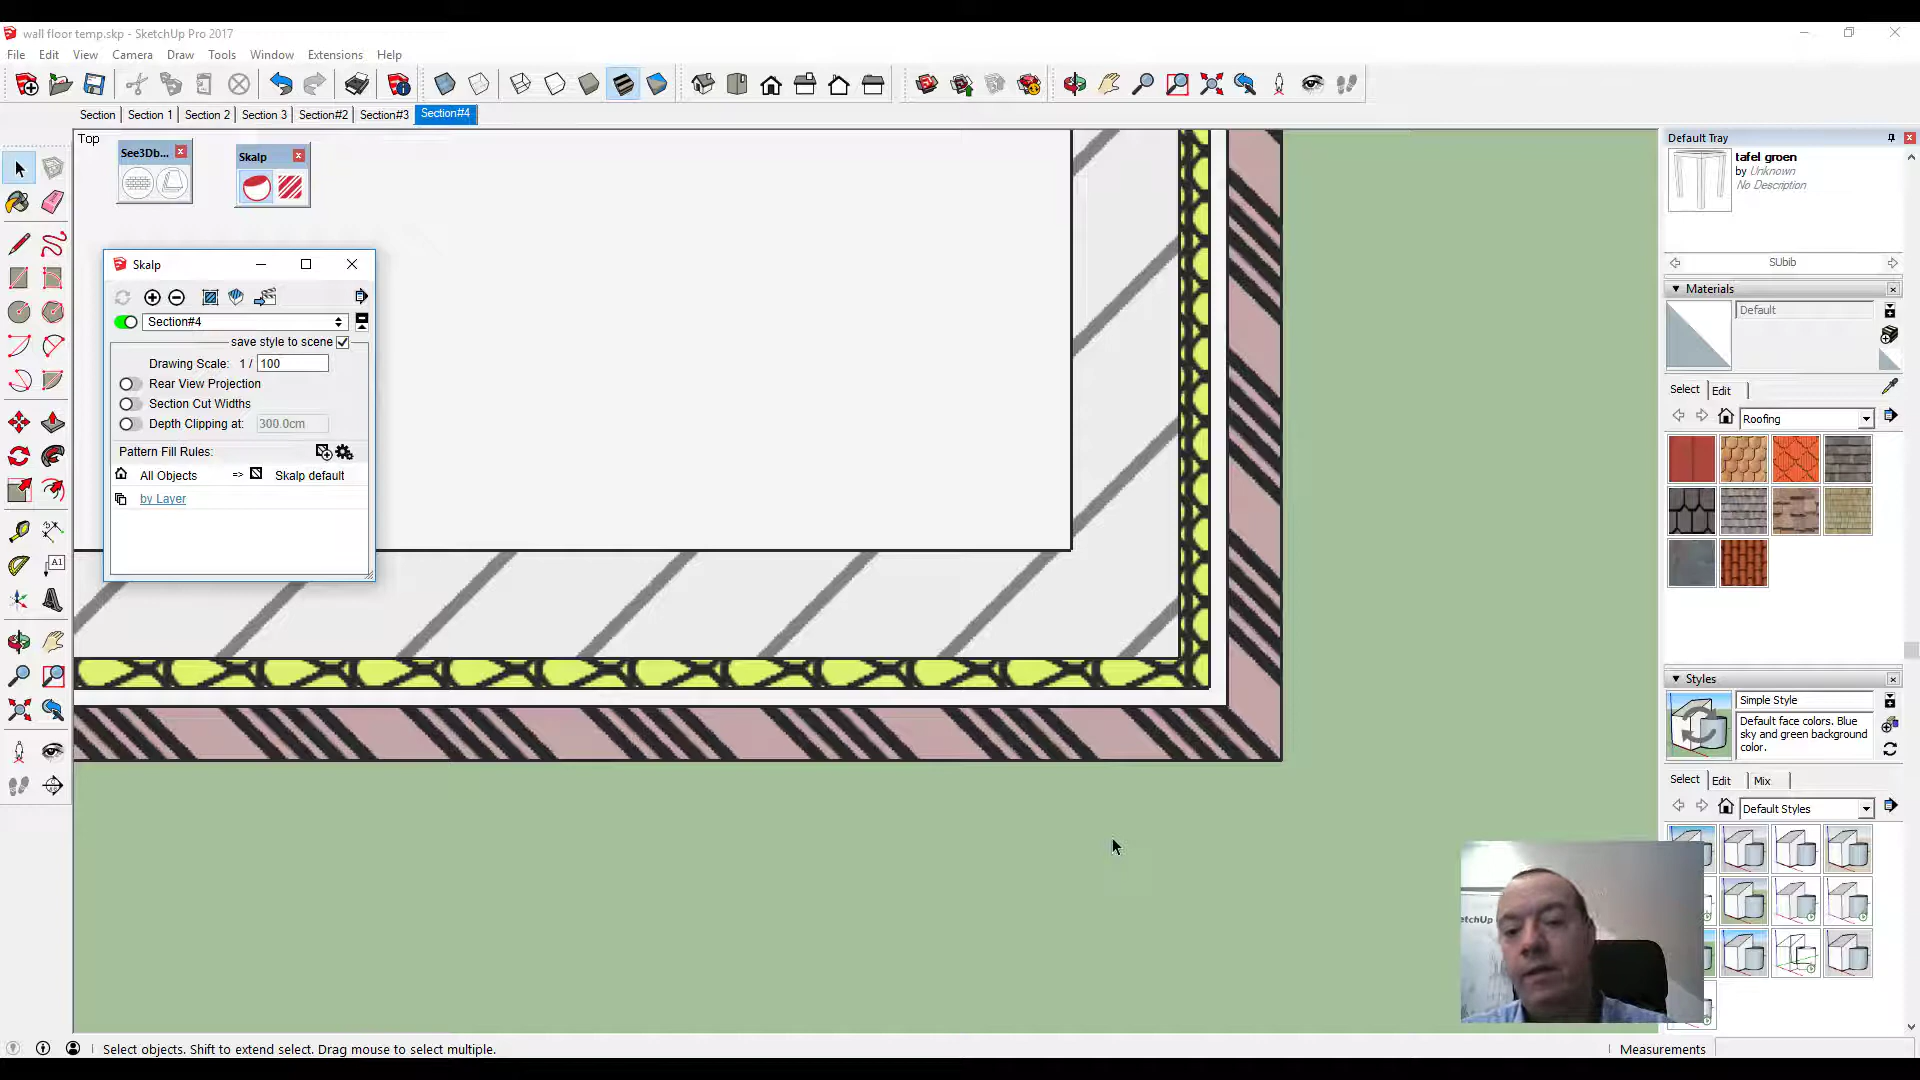 wall floor temp.skp - SketchUp Pro 2017
File Edit View Camera Draw Tools Window Extensions Help
Section Section 1 Section 2 Section 3 Section#2 Section#3 Section#4
Top
See3Db...
Skalp
Skalp
Section#4
save style to scene
Drawing Scale: 1 / 100
Rear View Projection
Section Cut Widths
Depth Clipping at: 300.0cm
Pattern Fill Rules:
All Objects => Skalp default
by Layer
A1
Default Tray
tafel groen
by Unknown
No Description
SUbib
Materials
Default
Select Edit
Roofing
Styles
Simple Style
Default face colors. Blue
sky and green background
color.
Select Edit Mix
Default Styles
etchUp
Select objects. Shift to extend select. Drag mouse to select multiple.
Measurements